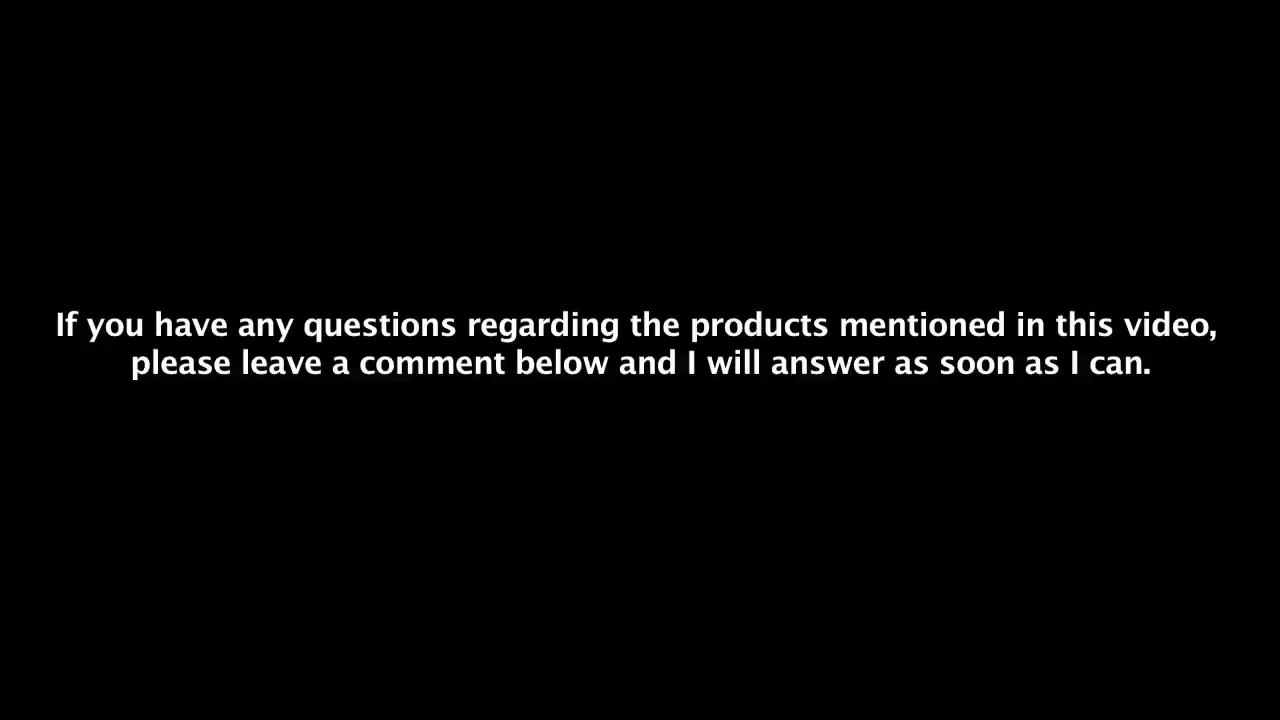 If you have any questions regarding the products mentioned in this video,
please leave a comment below and I will answer as soon as I can.